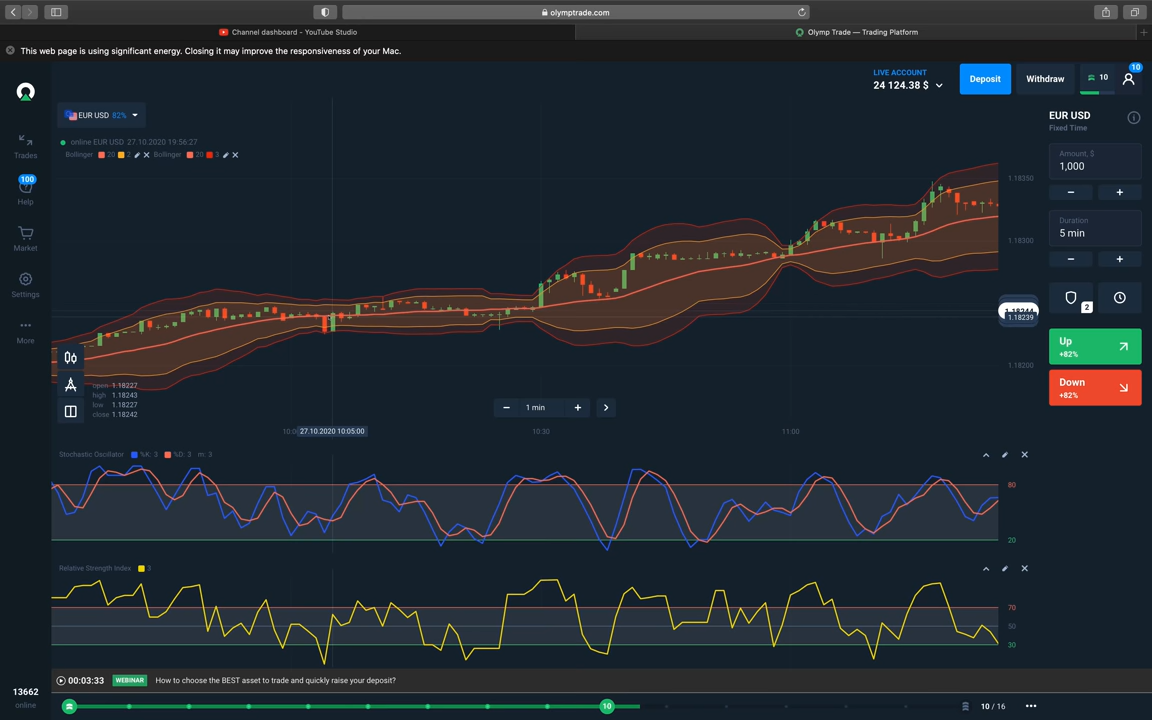 olymptrade.com
Channel dashboard - YouTube Studio
Olymp Trade — Trading Platform
This web page is using significant energy. Closing it may improve the responsiveness of your Mac.
LIVE ACCOUNT
24 124.38 $
Deposit
Withdraw
10
10
EUR USD 82%
online EUR USD 27.10.2020 19:56:27
Bollinger 20 2 Bollinger 20 3
Trades
100
Help
Market
Settings
More
EUR USD
Fixed Time
Amount, $
1,000
Duration
5 min
2
Up
+82%
Down
+82%
1.18350
1.18300
1.18244
1.18239
1.18200
open 1.18227
high 1.18243
low 1.18227
close 1.18242
1 min
10:0
27.10.2020 10:05:00
10:30
11:00
Stochastic Oscillator %K: 3 %D: 3 m: 3
80
20
Relative Strength Index 3
70
50
30
00:03:33 WEBINAR How to choose the BEST asset to trade and quickly raise your deposit?
13662
online
10
10 / 16